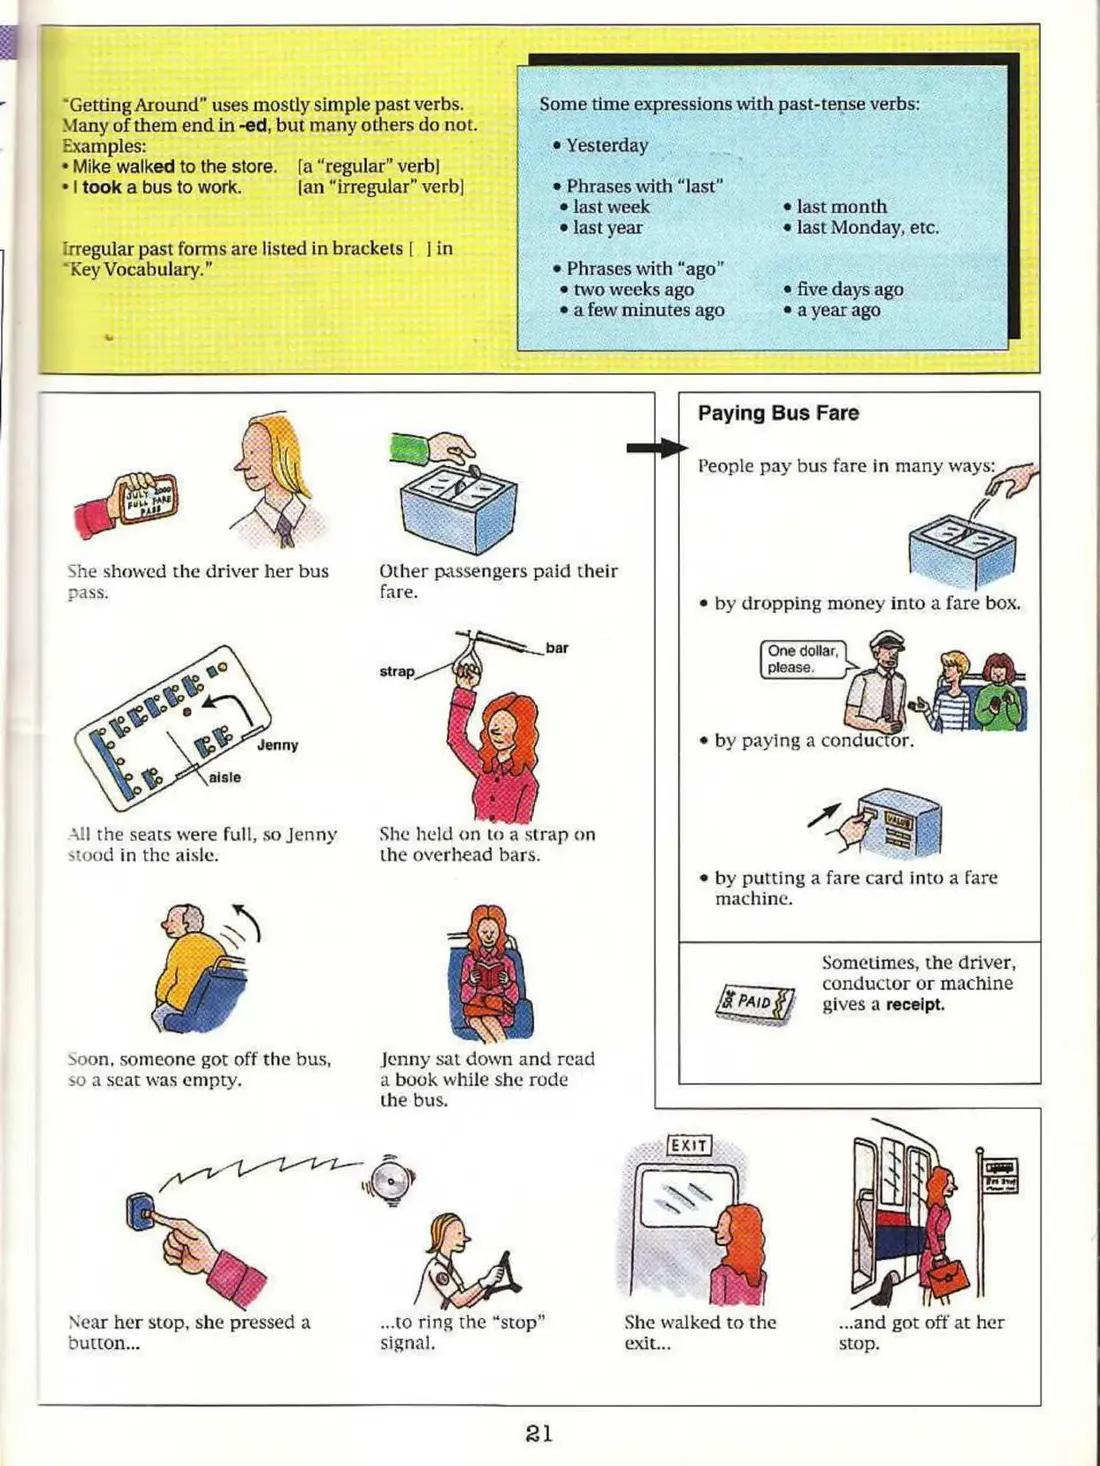 "Getting Around" uses mostly simple past verbs.
Many of them end in -ed, but many others do not.
Examples:
• Mike walked to the store. [a "regular" verb]
• I took a bus to work. [an "irregular" verb]
Irregular past forms are listed in brackets [ ] in
"Key Vocabulary."
Some time expressions with past-tense verbs:
• Yesterday
• Phrases with "last"
• last week
• last month
• last year
• last Monday, etc.
• Phrases with "ago"
• two weeks ago
• five days ago
• a few minutes ago
• a year ago
JULY 2000
FULL FARE
PASS
She showed the driver her bus
pass.
Other passengers paid their
fare.
Jenny
aisle
All the seats were full, so Jenny
stood in the aisle.
bar
strap
She held on to a strap on
the overhead bars.
Soon, someone got off the bus,
so a seat was empty.
Jenny sat down and read
a book while she rode
the bus.
Paying Bus Fare
People pay bus fare in many ways:
• by dropping money into a fare box.
One dollar,
please.
• by paying a conductor.
VALUE
• by putting a fare card into a fare
machine.
PAID
Sometimes, the driver,
conductor or machine
gives a receipt.
Near her stop, she pressed a
button...
...to ring the "stop"
signal.
EXIT
She walked to the
exit...
...and got off at her
stop.
21